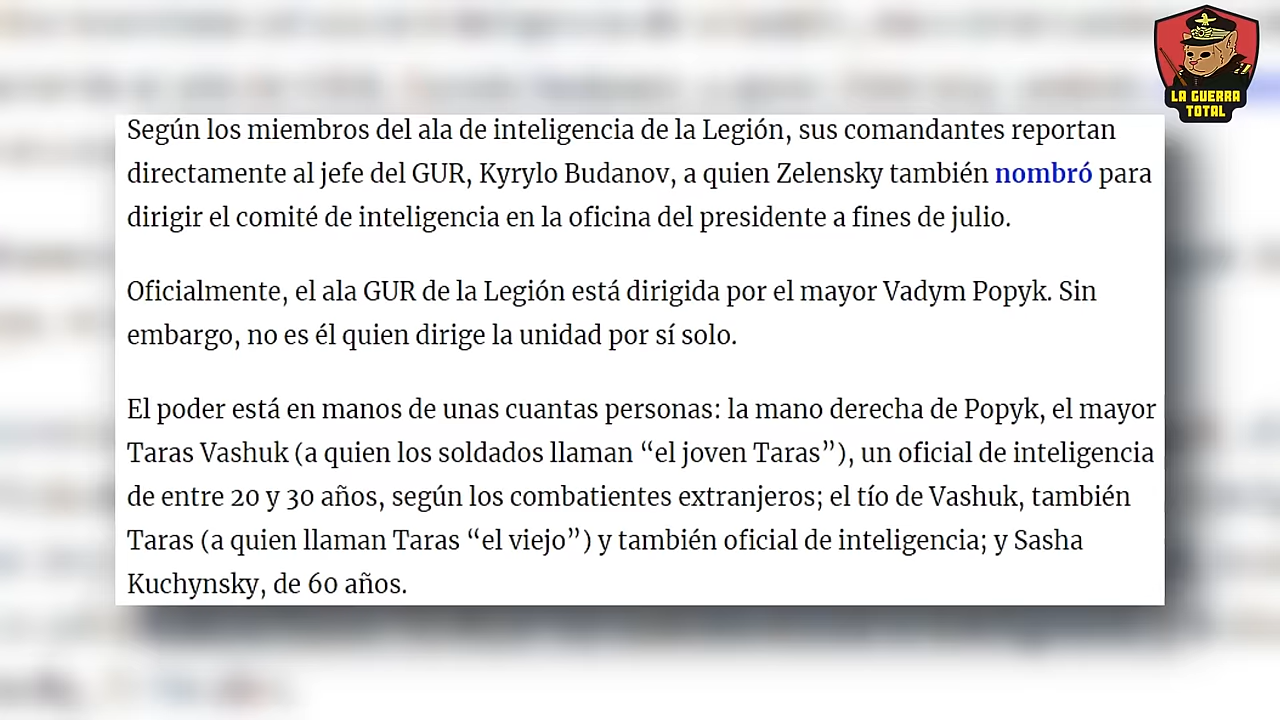 LA GUERRA
TOTAL
Según los miembros del ala de inteligencia de la Legión, sus comandantes reportan
directamente al jefe del GUR, Kyrylo Budanov, a quien Zelensky también nombró para
dirigir el comité de inteligencia en la oficina del presidente a fines de julio.
Oficialmente, el ala GUR de la Legión está dirigida por el mayor Vadym Popyk. Sin
embargo, no es él quien dirige la unidad por sí solo.
El poder está en manos de unas cuantas personas: la mano derecha de Popyk, el mayor
Taras Vashuk (a quien los soldados llaman “el joven Taras”), un oficial de inteligencia
de entre 20 y 30 años, según los combatientes extranjeros; el tío de Vashuk, también
Taras (a quien llaman Taras “el viejo”) y también oficial de inteligencia; y Sasha
Kuchynsky, de 60 años.